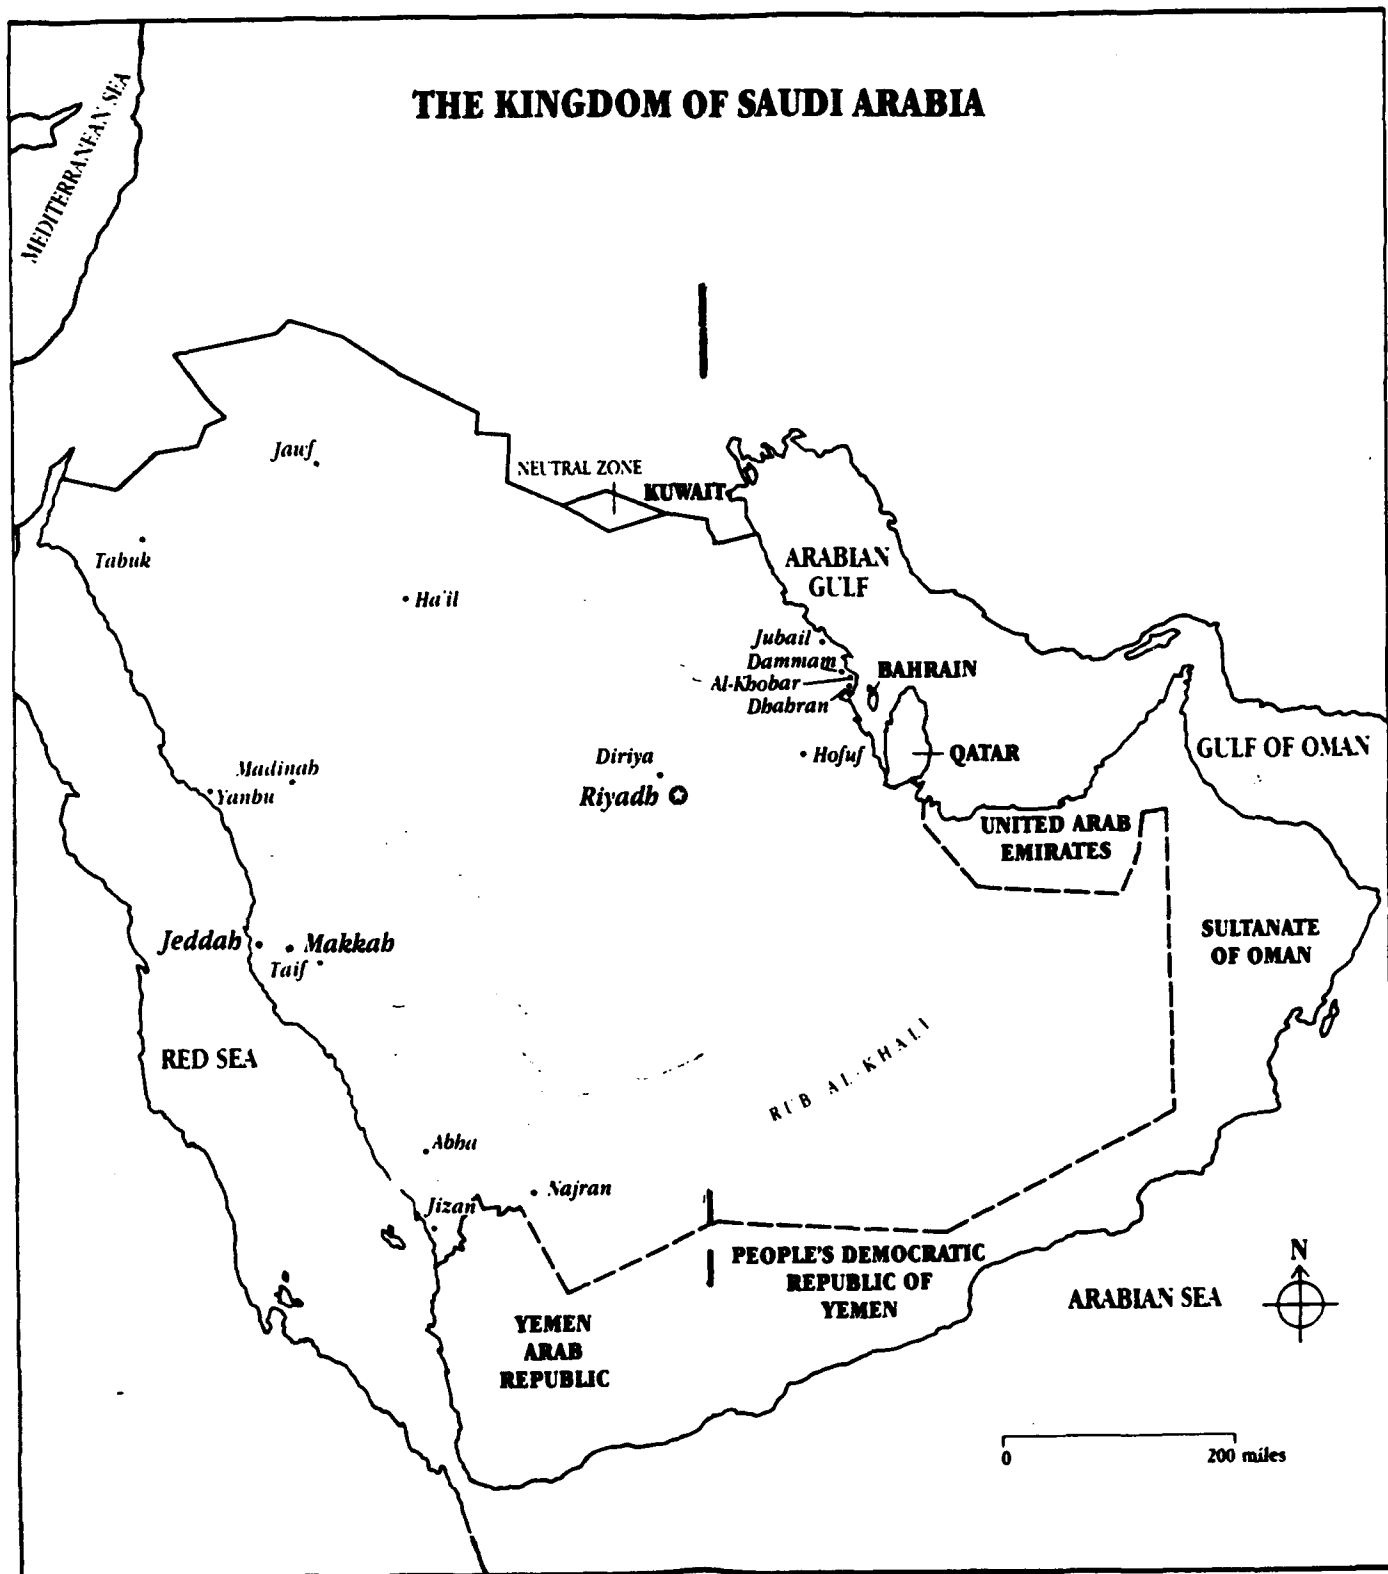 THE KINGDOM OF SAUDI ARABIA
MEDITERRANEAN SEA
Jawf
NEUTRAL ZONE
KUWAIT
Tabuk
ARABIAN
GULF
Ha'il
Jubail
Dammam
Al-Khobar
Dhahran
BAHRAIN
Hofuf
QATAR
GULF OF OMAN
Diriya
Riyadh
Madinah
Yanbu
UNITED ARAB
EMIRATES
SULTANATE
OF OMAN
Jeddah
Makkah
Taif
RED SEA
RUB AL-KHALI
Abha
Najran
Jizan
PEOPLE'S DEMOCRATIC
REPUBLIC OF
YEMEN
YEMEN
ARAB
REPUBLIC
ARABIAN SEA
N
0
200 miles